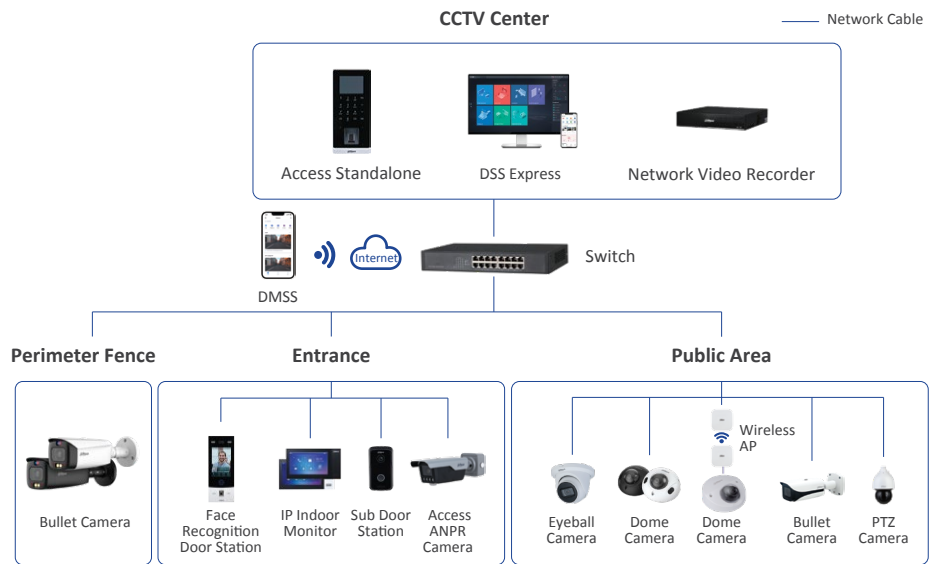 CCTV Center
Network Cable
Access Standalone
DSS Express
Network Video Recorder
Internet
Switch
DMSS
Perimeter Fence
Entrance
Public Area
Wireless
AP
Bullet Camera
Face
Recognition
Door Station
IP Indoor
Monitor
Sub Door
Station
Access
ANPR
Camera
Eyeball
Camera
Dome
Camera
Dome
Camera
Bullet
Camera
PTZ
Camera